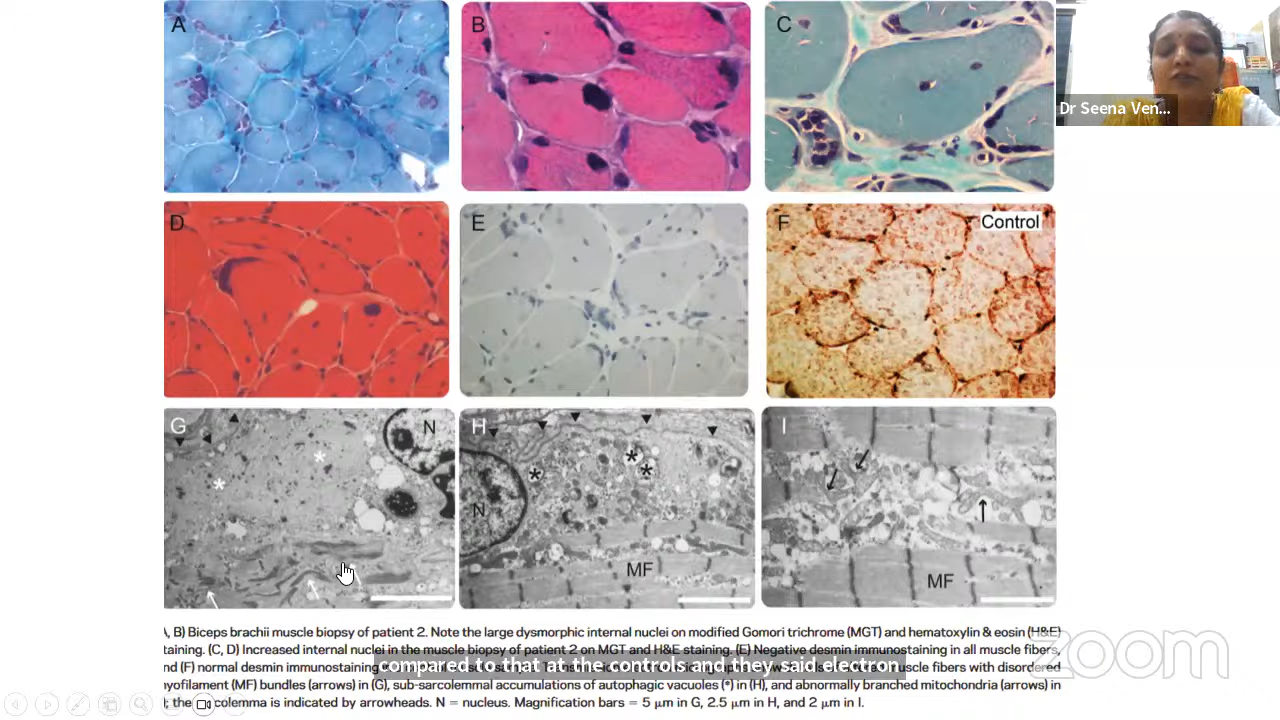 A
B
C
Dr Seena Ven...
D
E
F
Control
G
N
H
N
MF
I
MF
A, B) Biceps brachii muscle biopsy of patient 2. Note the large dysmorphic internal nuclei on modified Gomori trichrome (MGT) and hematoxylin & eosin (H&E)
taining. (C, D) Increased internal nuclei in the muscle biopsy of patient 2 on MGT and H&E staining. (E) Negative desmin immunostaining in all muscle fibers,
nd (F) normal desmin immunostaining
compared to that at the controls and they said electron
uscle fibers with disordered
yofilament (MF) bundles (arrows) in (G), sub-sarcolemmal accumulations of autophagic vacuoles (*) in (H), and abnormally branched mitochondria (arrows) in
; the sarcolemma is indicated by arrowheads. N = nucleus. Magnification bars = 5 μm in G, 2.5 μm in H, and 2 μm in I.
zoom